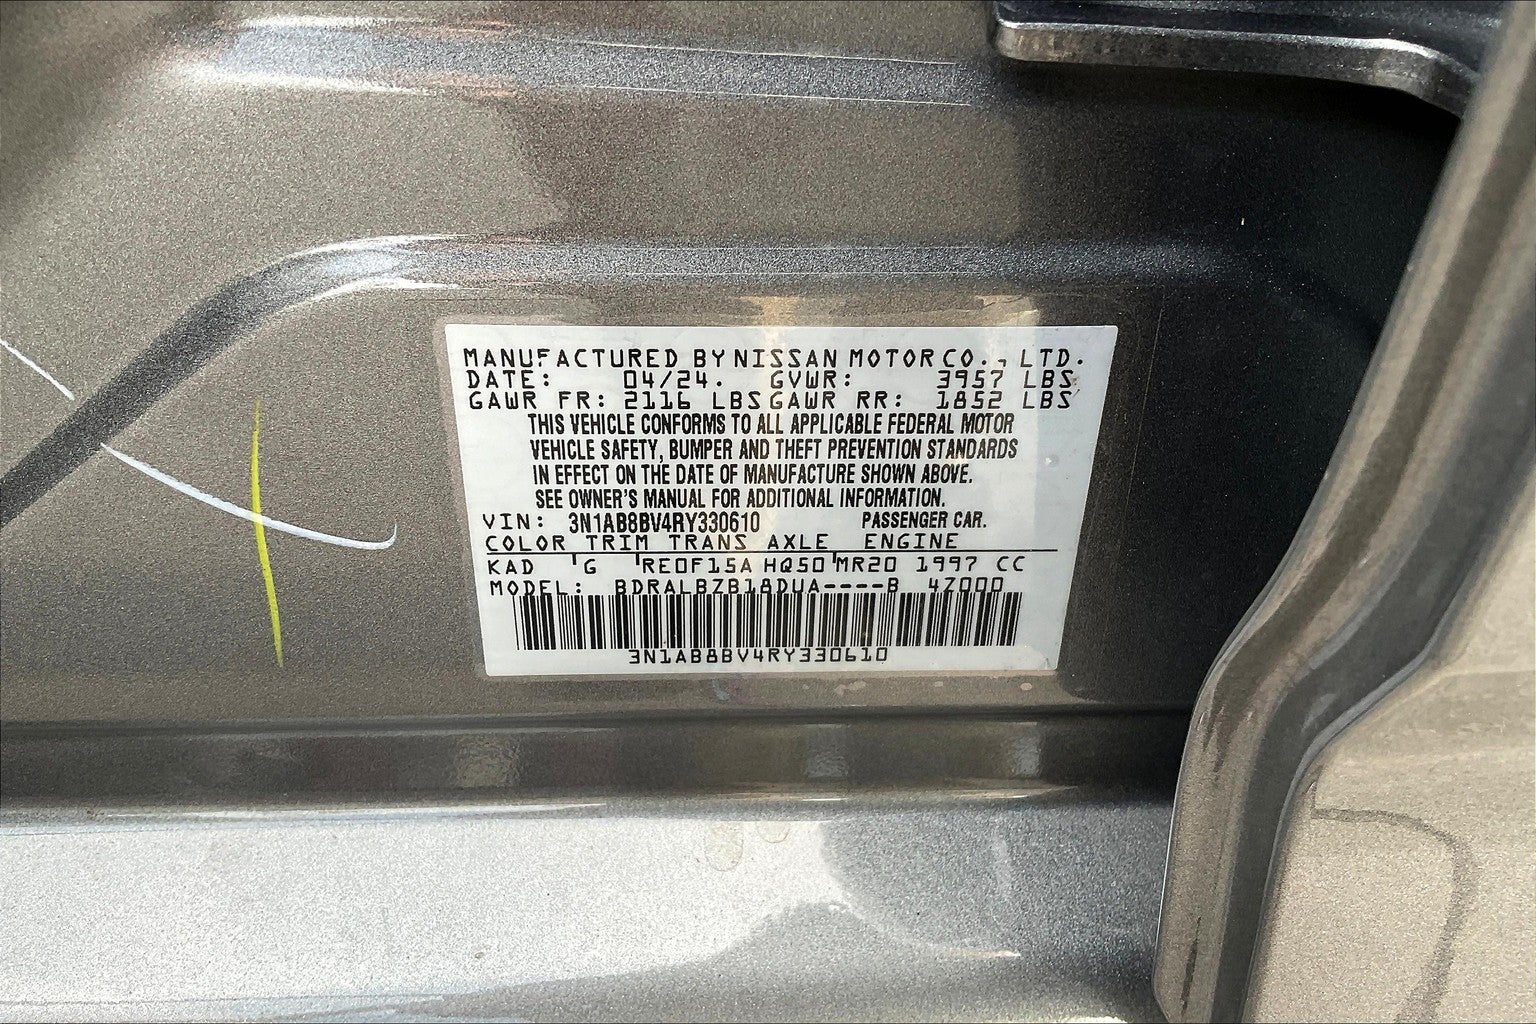 MANUFACTURED BY NISSAN MOTOR CO., LTD.
DATE: 04/24. GVWR: 3957 LBS
GAWR FR: 2116 LBS GAWR RR: 1852 LBS
THIS VEHICLE CONFORMS TO ALL APPLICABLE FEDERAL MOTOR
VEHICLE SAFETY, BUMPER AND THEFT PREVENTION STANDARDS
IN EFFECT ON THE DATE OF MANUFACTURE SHOWN ABOVE.
SEE OWNER'S MANUAL FOR ADDITIONAL INFORMATION.
VIN: 3N1AB8BV4RY330610 PASSENGER CAR.
COLOR TRIM TRANS AXLE ENGINE
KAD G RE0F15A HQ50 MR20 1997 CC
MODEL: BDRALBZB18DUA----B 4Z000
3N1AB8BV4RY330610